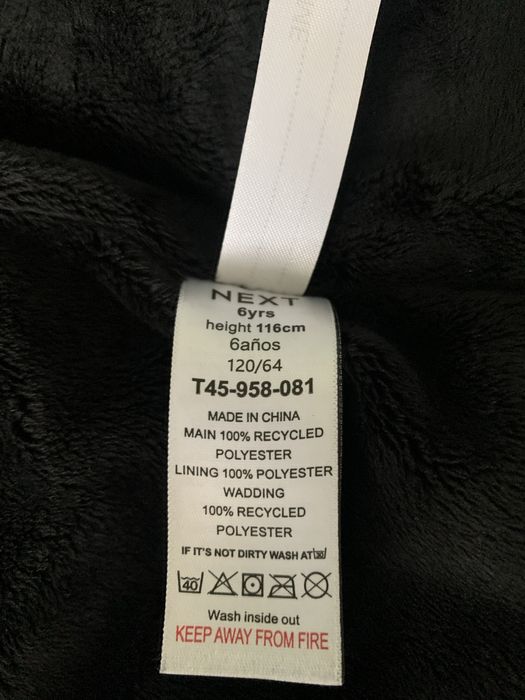 NEXT
6yrs
height 116cm
6años
120/64
T45-958-081
MADE IN CHINA
MAIN 100% RECYCLED
POLYESTER
LINING 100% POLYESTER
WADDING
100% RECYCLED
POLYESTER
IF IT'S NOT DIRTY WASH AT
40
Wash inside out
KEEP AWAY FROM FIRE